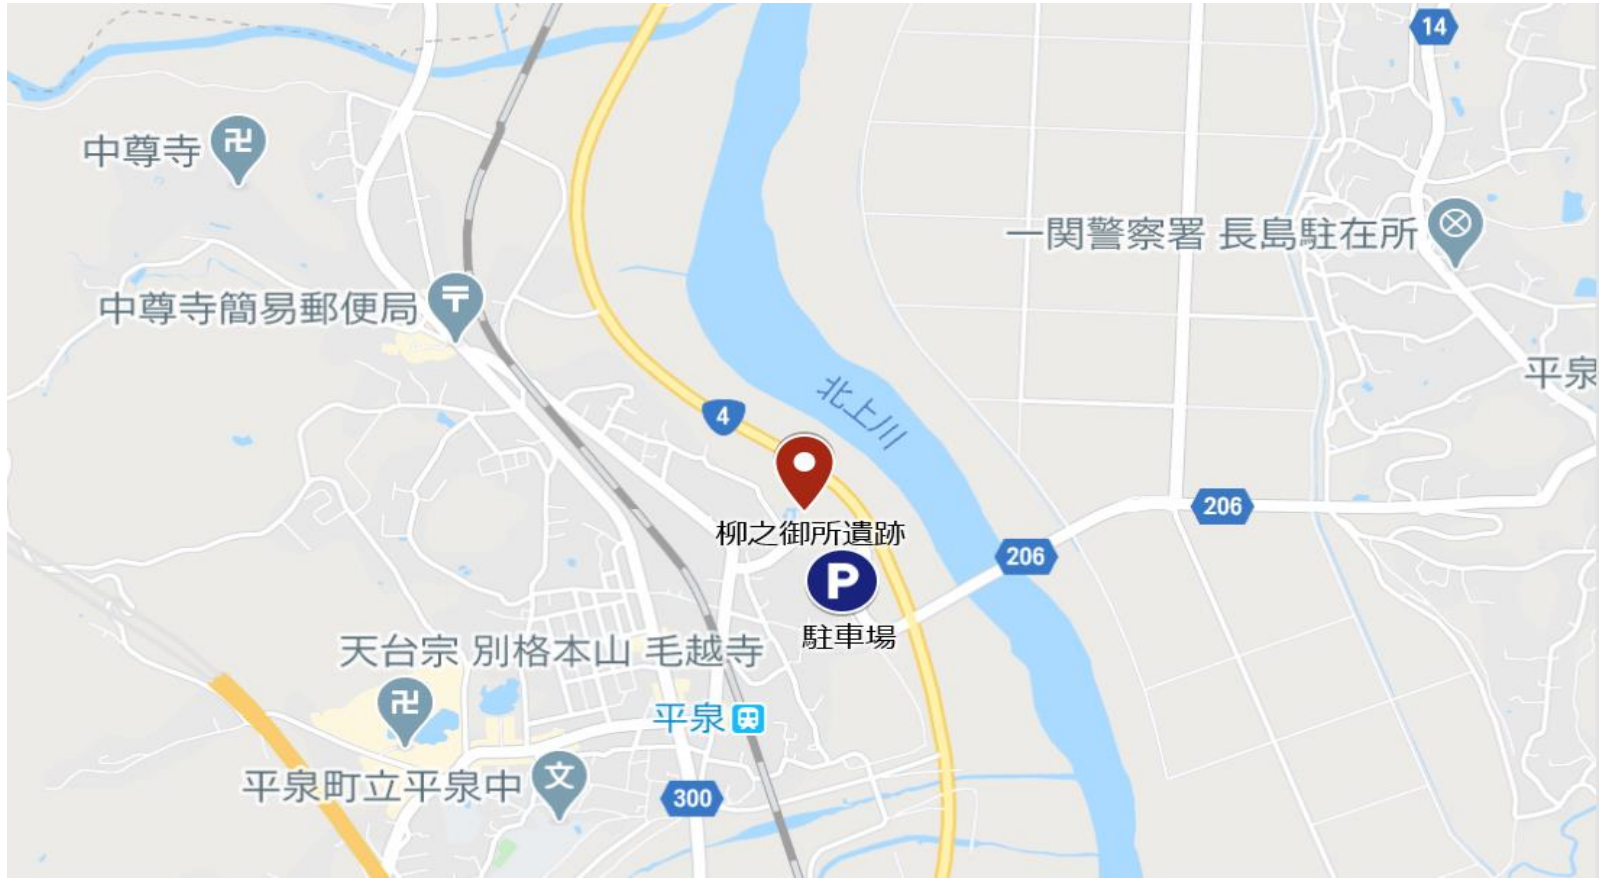 14
中尊寺
卍
一関警察署 長島駐在所
中尊寺簡易郵便局
〒
平泉
北上川
4
柳之御所遺跡
206
206
P
駐車場
天台宗 別格本山 毛越寺
卍
平泉
平泉町立平泉中
文
300